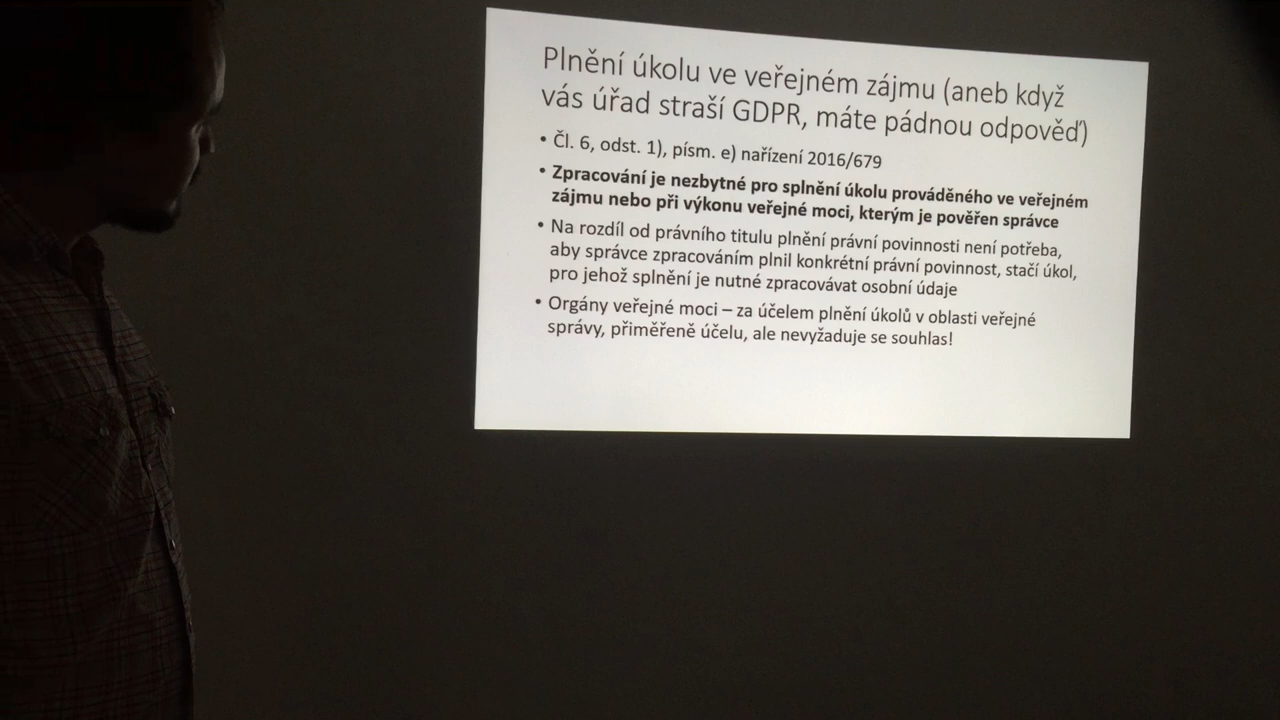 Plnění úkolu ve veřejném zájmu (aneb když
vás úřad straší GDPR, máte pádnou odpověď)
• Čl. 6, odst. 1), písm. e) nařízení 2016/679
• Zpracování je nezbytné pro splnění úkolu prováděného ve veřejném
zájmu nebo při výkonu veřejné moci, kterým je pověřen správce
• Na rozdíl od právního titulu plnění právní povinnosti není potřeba,
aby správce zpracováním plnil konkrétní právní povinnost, stačí úkol,
pro jehož splnění je nutné zpracovávat osobní údaje
• Orgány veřejné moci – za účelem plnění úkolů v oblasti veřejné
správy, přiměřeně účelu, ale nevyžaduje se souhlas!